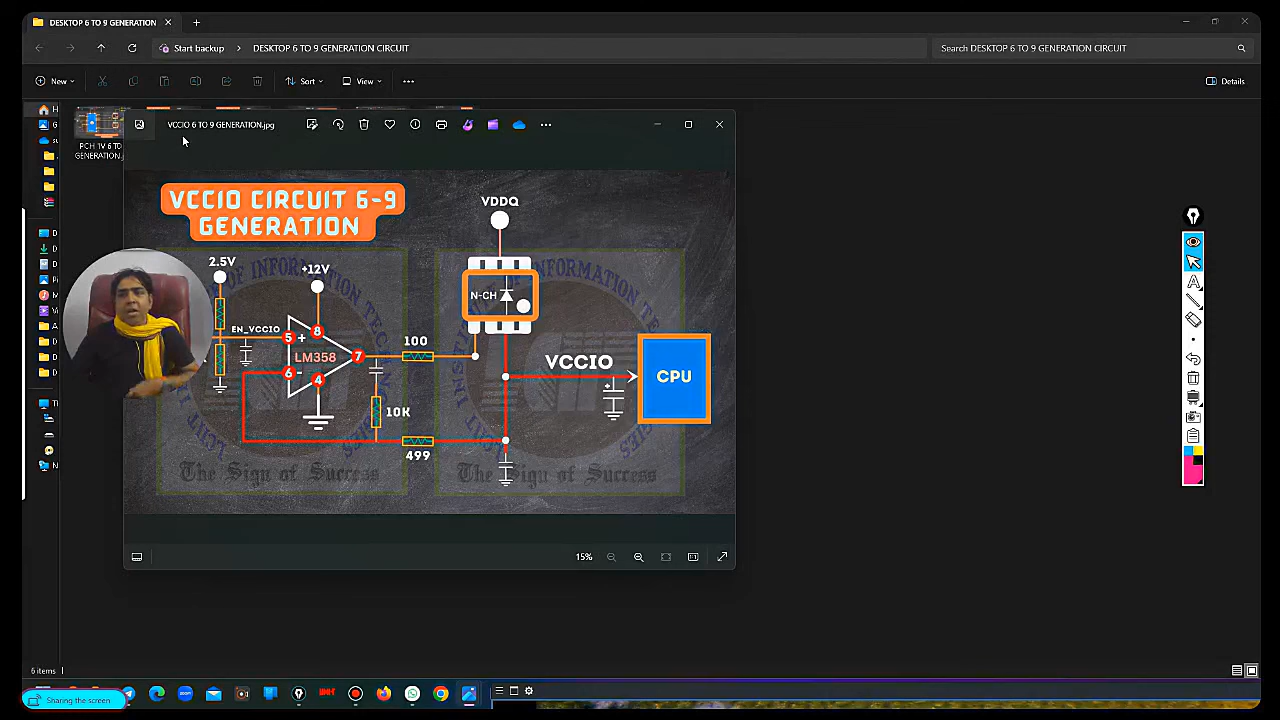 DESKTOP 6 TO 9 GENERATION
Start backup
DESKTOP 6 TO 9 GENERATION CIRCUIT
Search DESKTOP 6 TO 9 GENERATION CIRCUIT
New
Sort
View
Details
VCCIO 6 TO 9 GENERATION.jpg
PCH 1V 6 TO
GENERATION.j
VCCIO CIRCUIT 6-9
GENERATION
VDDQ
2.5V
+12V
N-CH
EN_VCCIO
5
+
8
LM358
7
6
-
4
100
VCCIO
CPU
10K
499
The Sign of Success
The Sign of Success
15%
6 items
Sharing the screen